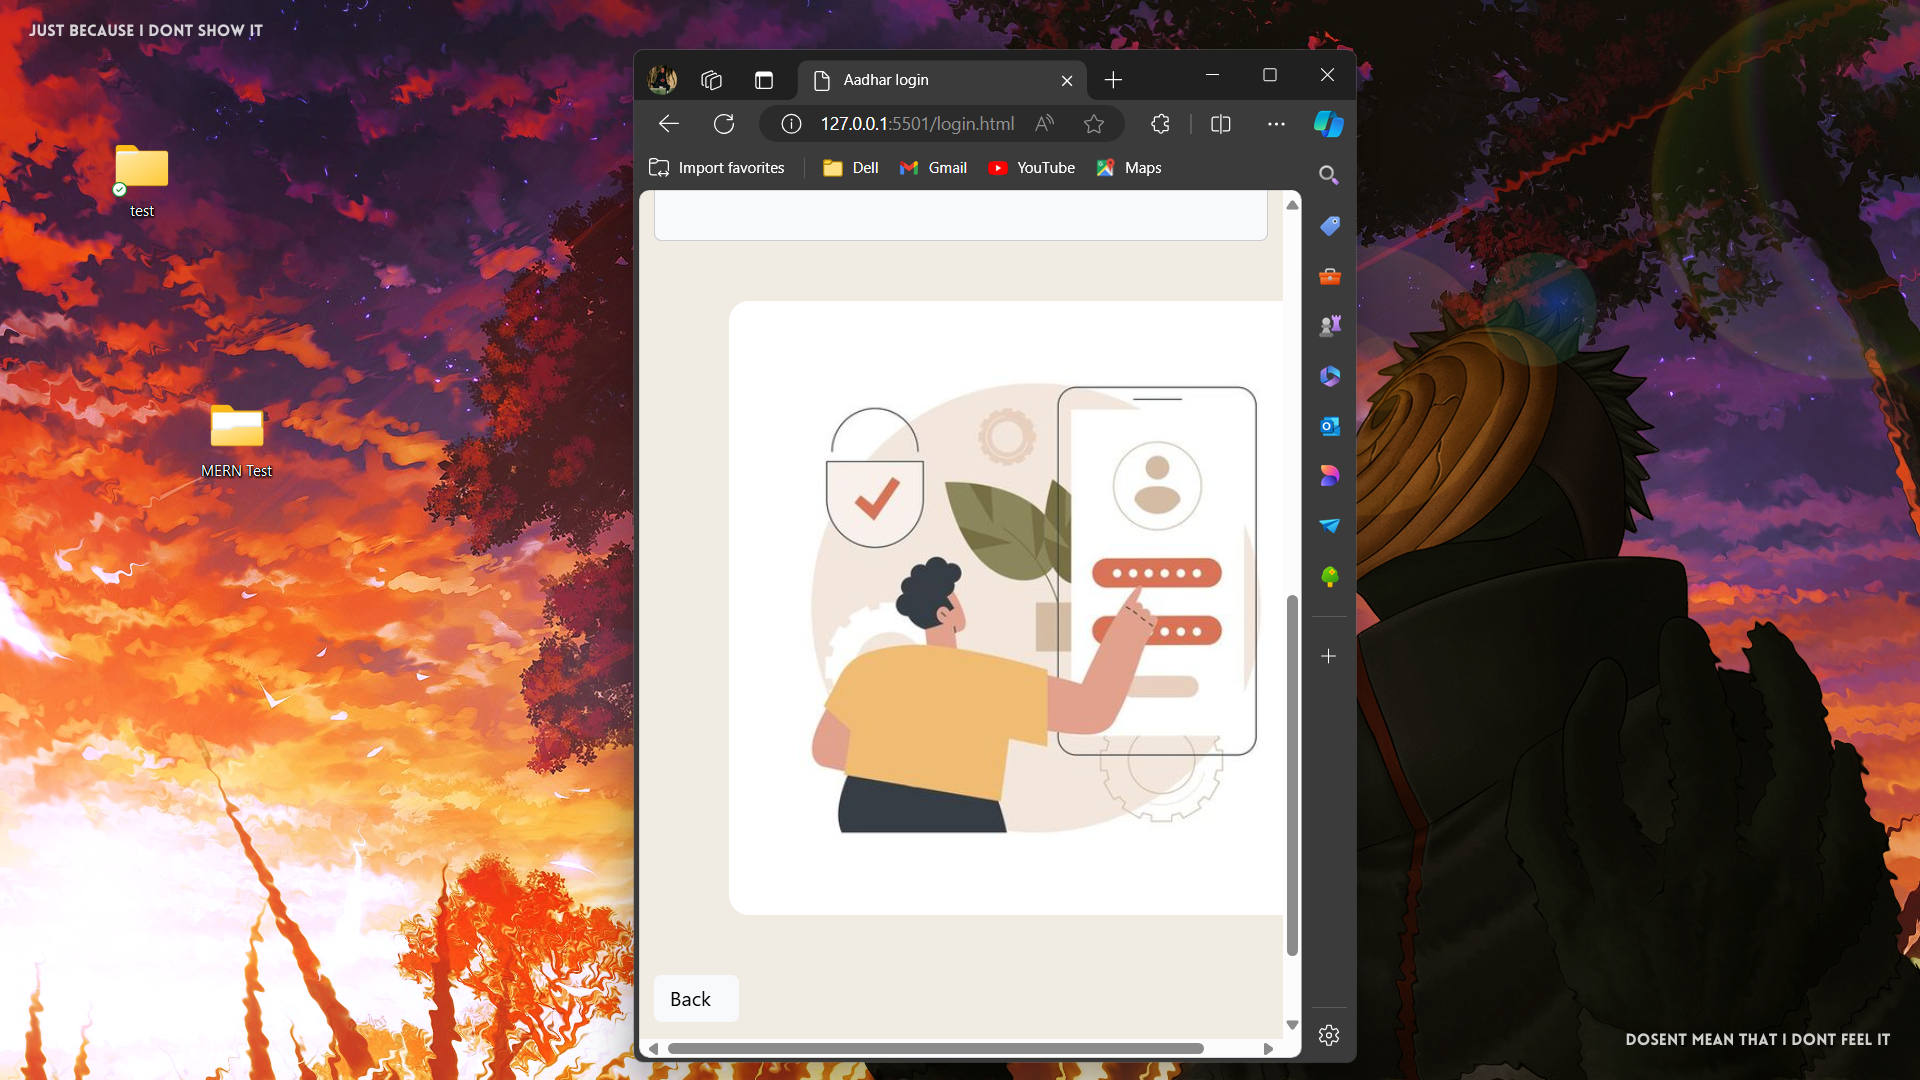 JUST BECAUSE I DONT SHOW IT
Aadhar login
127.0.0.1:5501/login.html
Import favorites
Dell
Gmail
YouTube
Maps
test
MERN Test
Back
DOSENT MEAN THAT I DONT FEEL IT